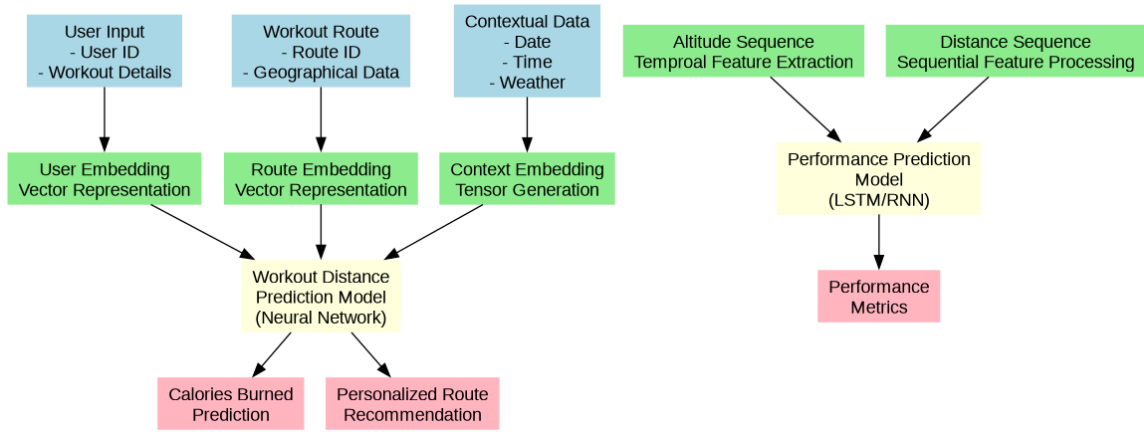 User Input
- User ID
- Workout Details
Workout Route
- Route ID
- Geographical Data
Contextual Data
- Date
- Time
- Weather
Altitude Sequence
Temproal Feature Extraction
Distance Sequence
Sequential Feature Processing
User Embedding
Vector Representation
Route Embedding
Vector Representation
Context Embedding
Tensor Generation
Performance Prediction
Model
(LSTM/RNN)
Workout Distance
Prediction Model
(Neural Network)
Performance
Metrics
Calories Burned
Prediction
Personalized Route
Recommendation